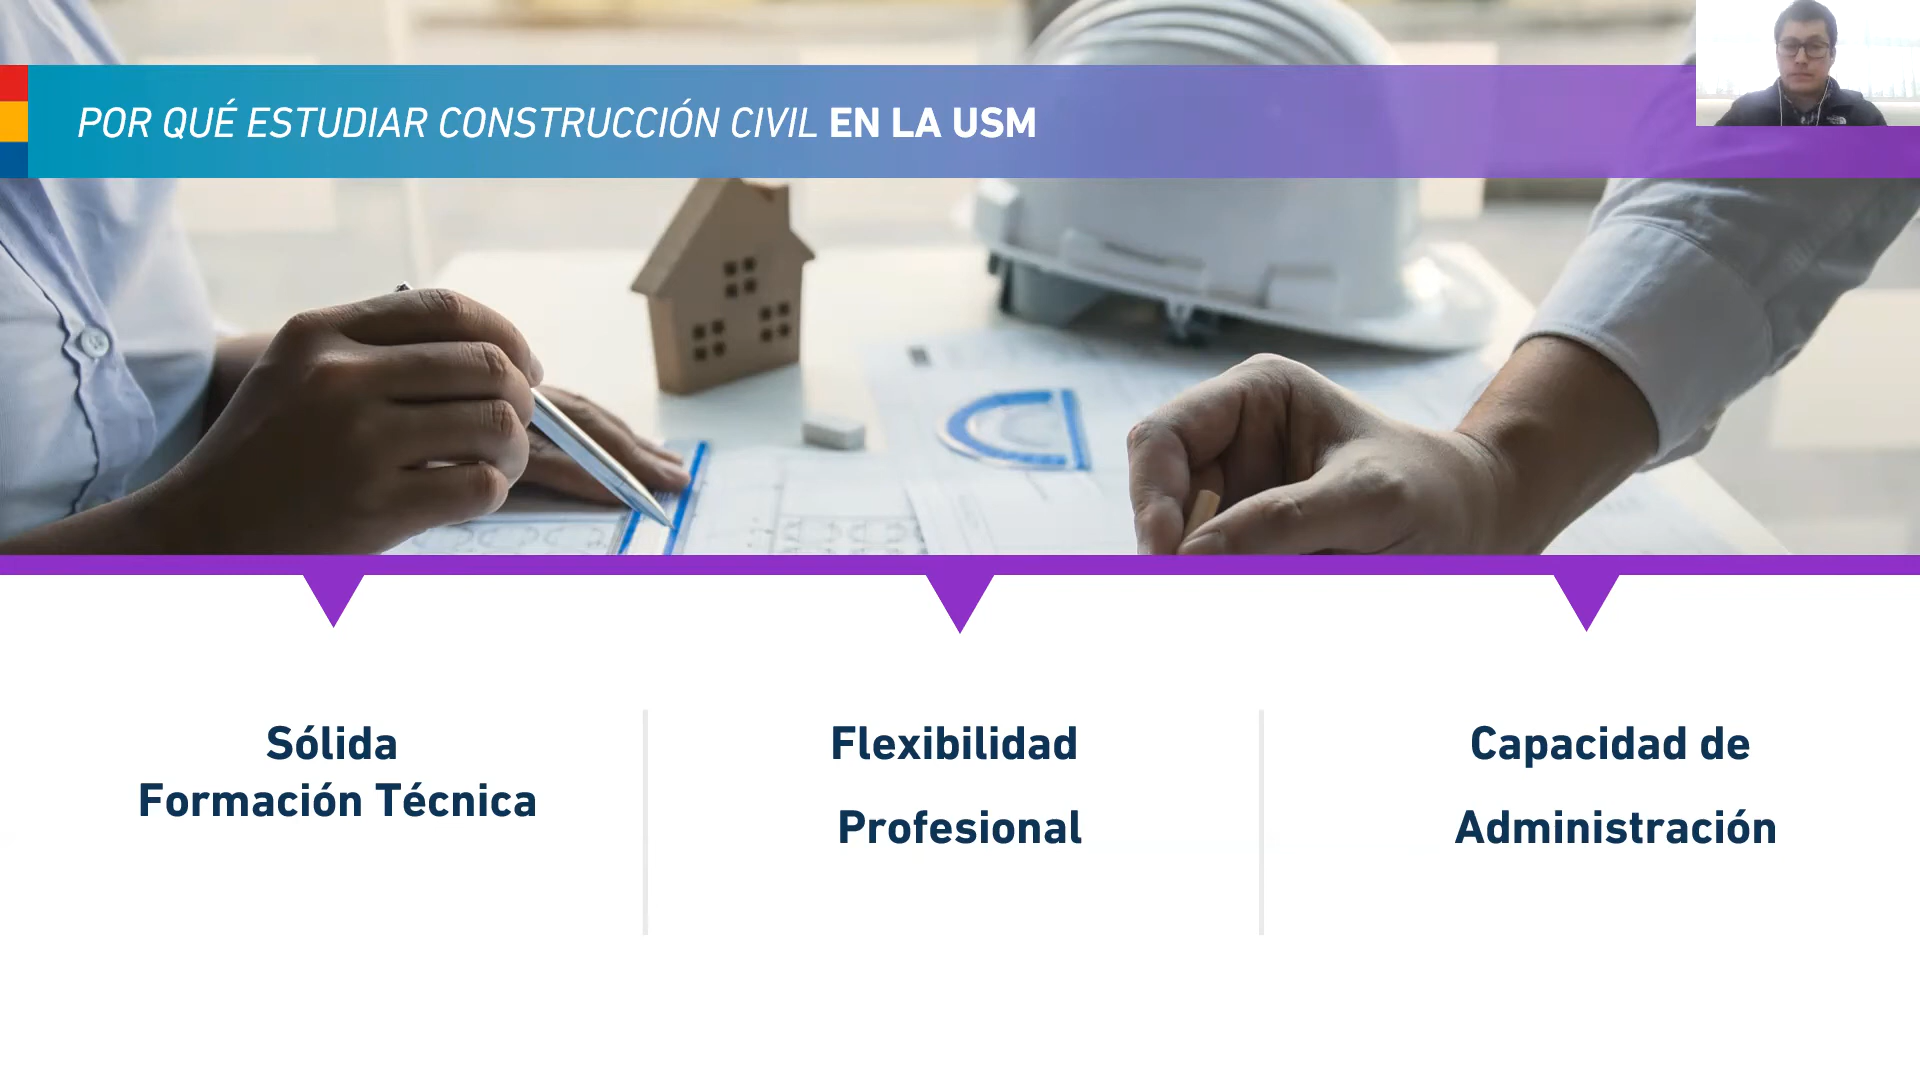 POR QUÉ ESTUDIAR CONSTRUCCIÓN CIVIL EN LA USM
Sólida
Formación Técnica
Flexibilidad
Profesional
Capacidad de
Administración